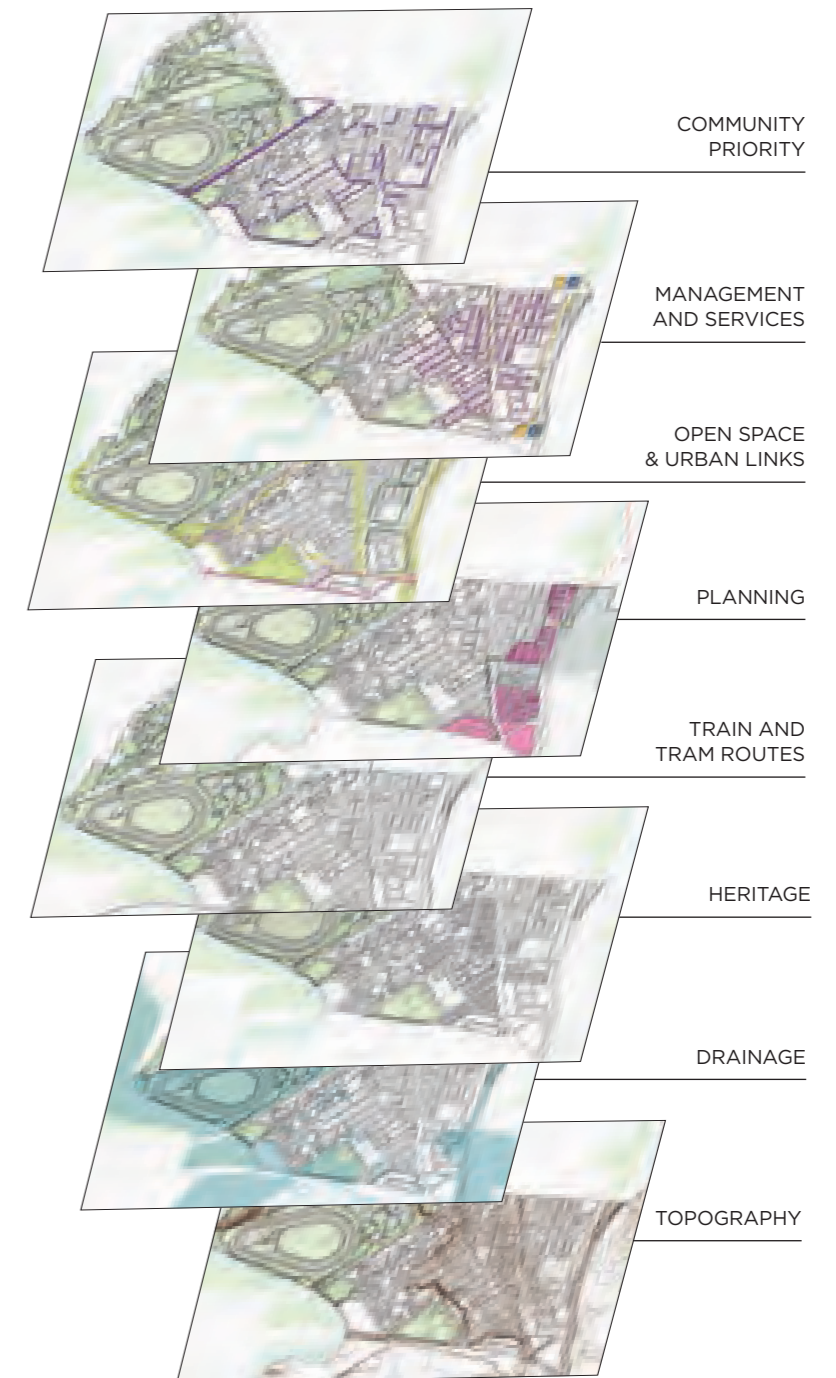 COMMUNITY
PRIORITY
MANAGEMENT
AND SERVICES
OPEN SPACE
& URBAN LINKS
PLANNING
TRAIN AND
TRAM ROUTES
HERITAGE
DRAINAGE
TOPOGRAPHY